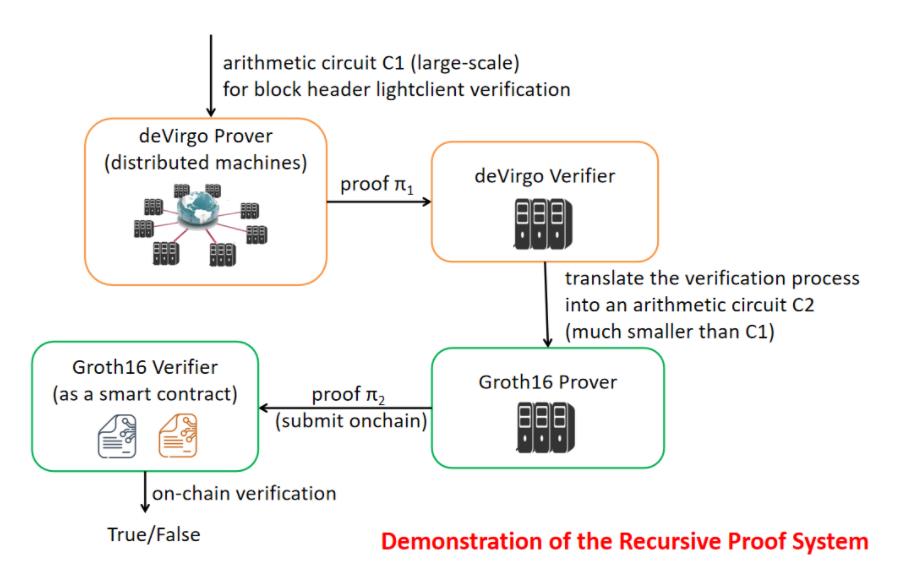 arithmetic circuit C1 (large-scale)
for block header lightclient verification
deVirgo Prover
(distributed machines)
proof π₁
deVirgo Verifier
translate the verification process
into an arithmetic circuit C2
(much smaller than C1)
Groth16 Prover
proof π₂
(submit onchain)
Groth16 Verifier
(as a smart contract)
on-chain verification
True/False
Demonstration of the Recursive Proof System